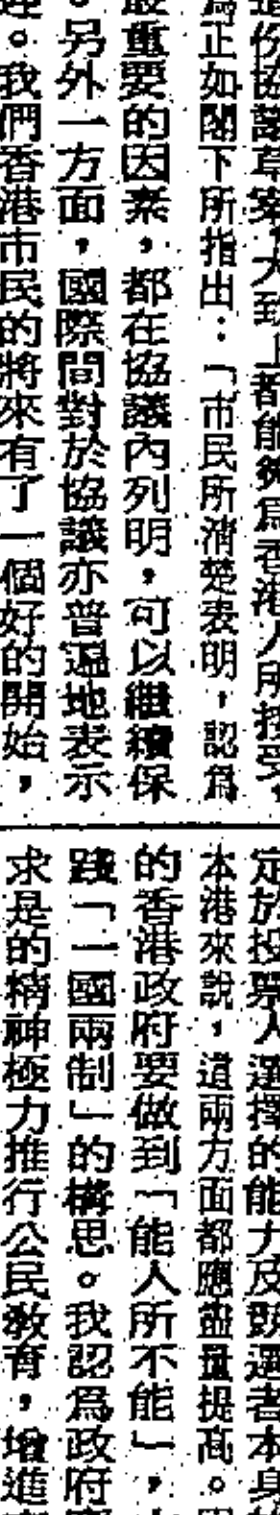 這份協議草案,大致上都能夠為香港人所接受,
為正如閣下所指出:「市民所清楚表明,認為
最重要的因素,都在協議內列明,可以繼續保
。另外一方面,國際間對於協議亦普遍地表示
。我們香港市民的將來有了一個好的開始,
定於投票人選擇的能力及競選者本身
本港來說,這兩方面都應盡量提高。
的香港政府要做到「能人所不能」,
踐「一國兩制」的構思。我認為政府
求是的精神極力推行公民教育,增進